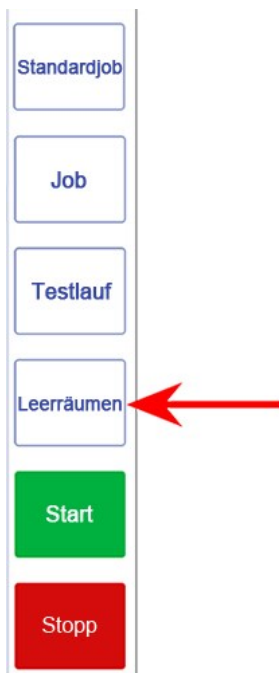 Standardjob
Job
Testlauf
Leerräumen
Start
Stopp